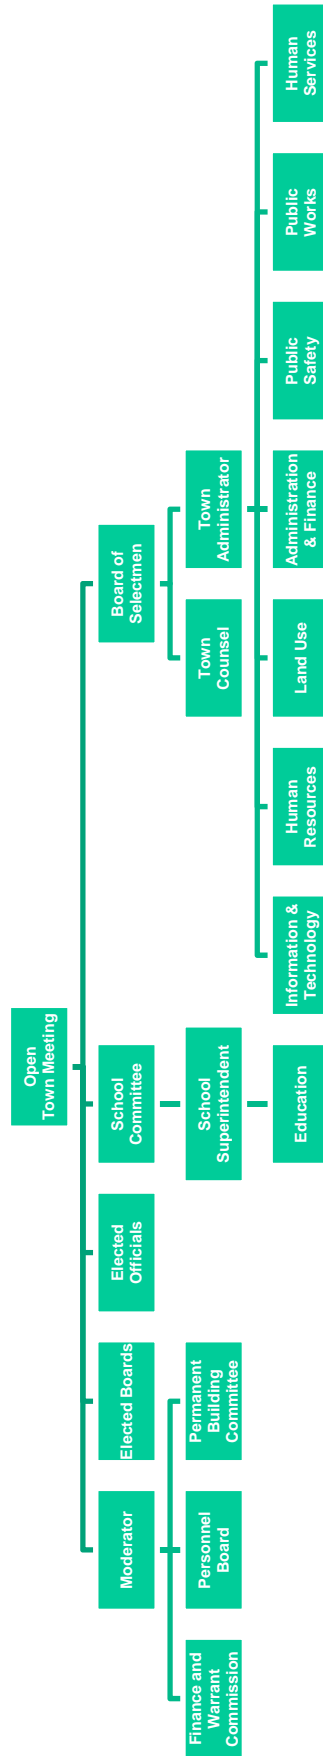 Open
Town Meeting
Moderator
Elected Boards
Elected
Officials
School
Committee
Board of
Selectmen
Finance and
Warrant
Commission
Personnel
Board
Permanent
Building
Committee
School
Superintendent
Town
Counsel
Town
Administrator
Education
Information &
Technology
Human
Resources
Land Use
Administration
& Finance
Public
Safety
Public
Works
Human
Services